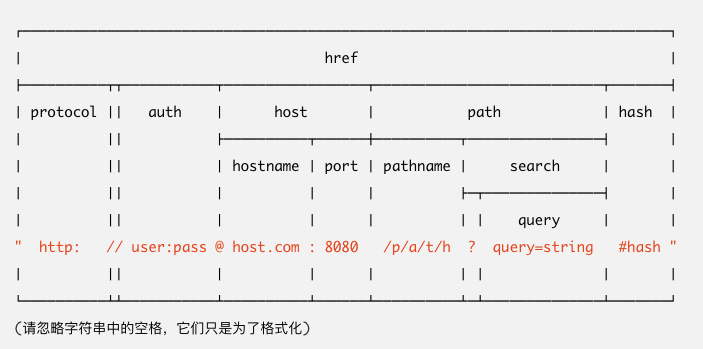 href
protocol auth host path hash
hostname port pathname search
query
" http: // user:pass @ host.com : 8080 /p/a/t/h ? query=string #hash "
(请忽略字符串中的空格，它们只是为了格式化)